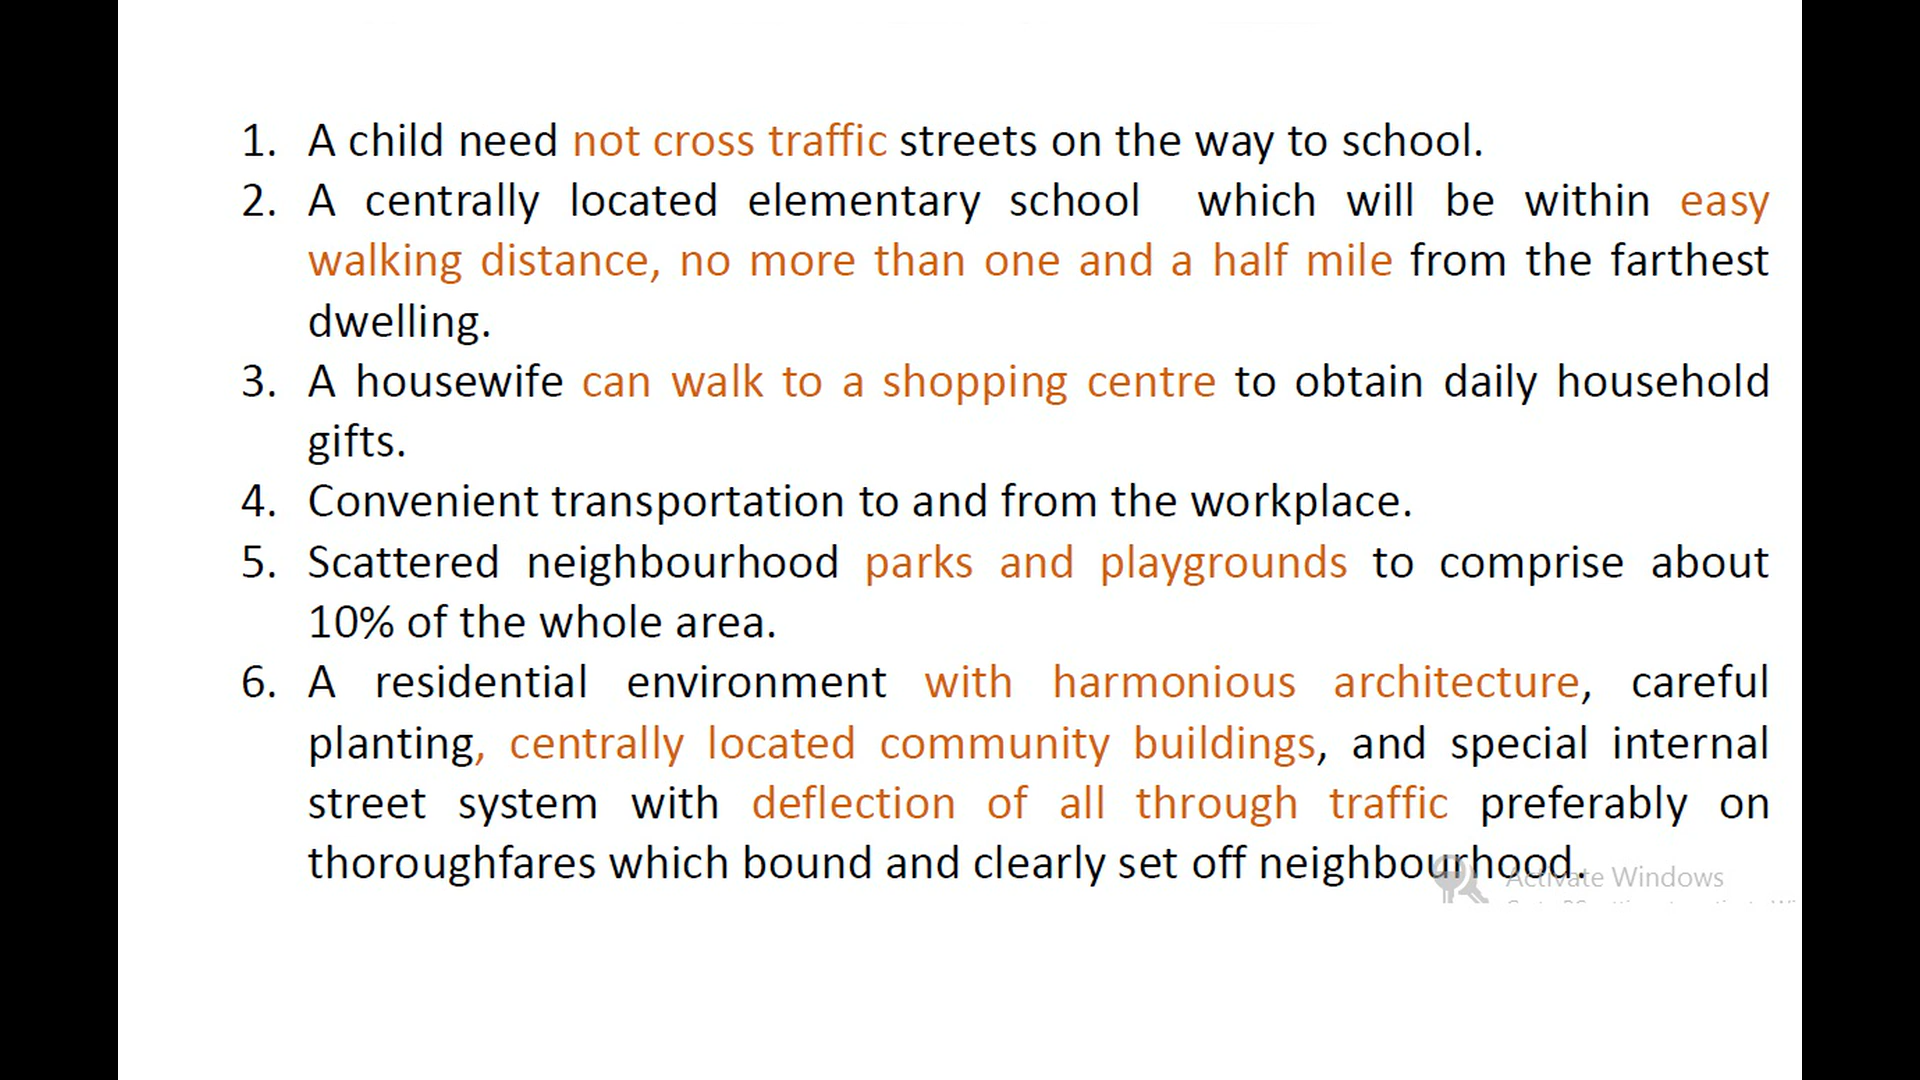 1. A child need not cross traffic streets on the way to school.
2. A centrally located elementary school which will be within easy
walking distance, no more than one and a half mile from the farthest
dwelling.
3. A housewife can walk to a shopping centre to obtain daily household
gifts.
4. Convenient transportation to and from the workplace.
5. Scattered neighbourhood parks and playgrounds to comprise about
10% of the whole area.
6. A residential environment with harmonious architecture, careful
planting, centrally located community buildings, and special internal
street system with deflection of all through traffic preferably on
thoroughfares which bound and clearly set off neighbourhood.
Activate Windows